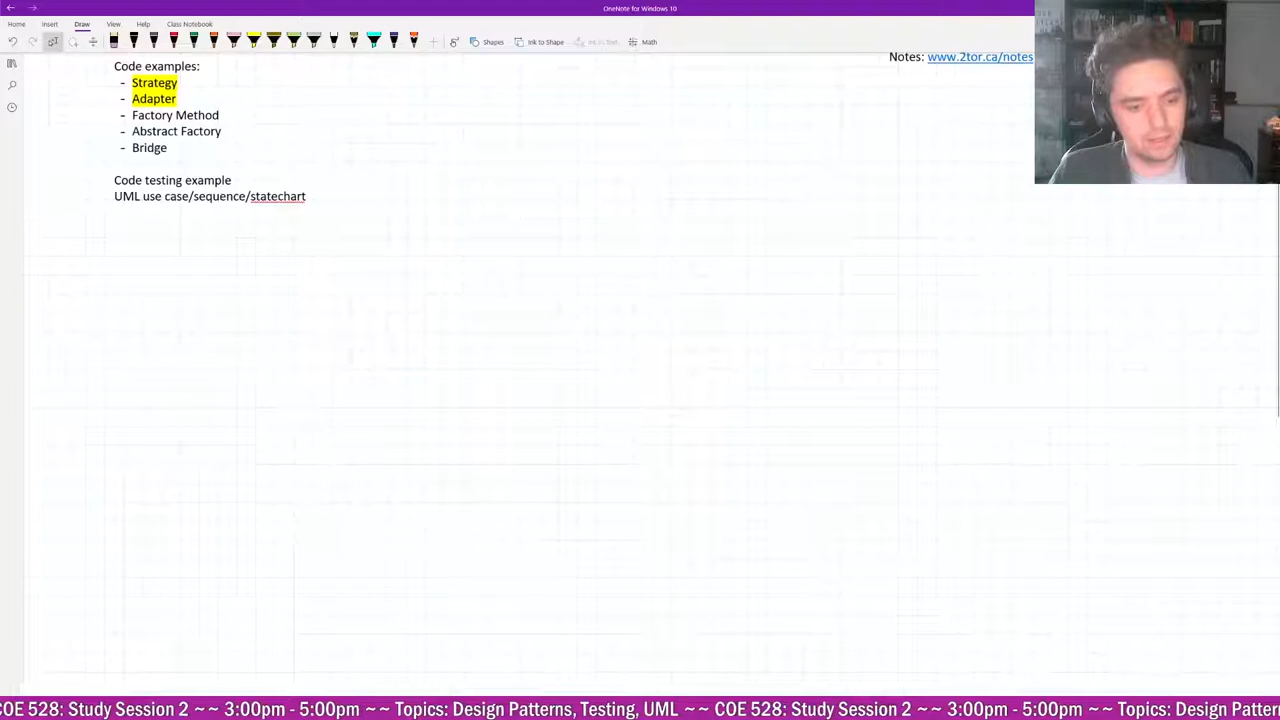 OneNote for Windows 10
Home Insert Draw View Help Class Notebook
Shapes Ink to Shape Ink to Text Math
Notes: www.2tor.ca/notes
Code examples:
- Strategy
- Adapter
- Factory Method
- Abstract Factory
- Bridge
Code testing example
UML use case/sequence/statechart
COE 528: Study Session 2 ~~ 3:00pm - 5:00pm ~~ Topics: Design Patterns, Testing, UML ~~ COE 528: Study Session 2 ~~ 3:00pm - 5:00pm ~~ Topics: Design Patter